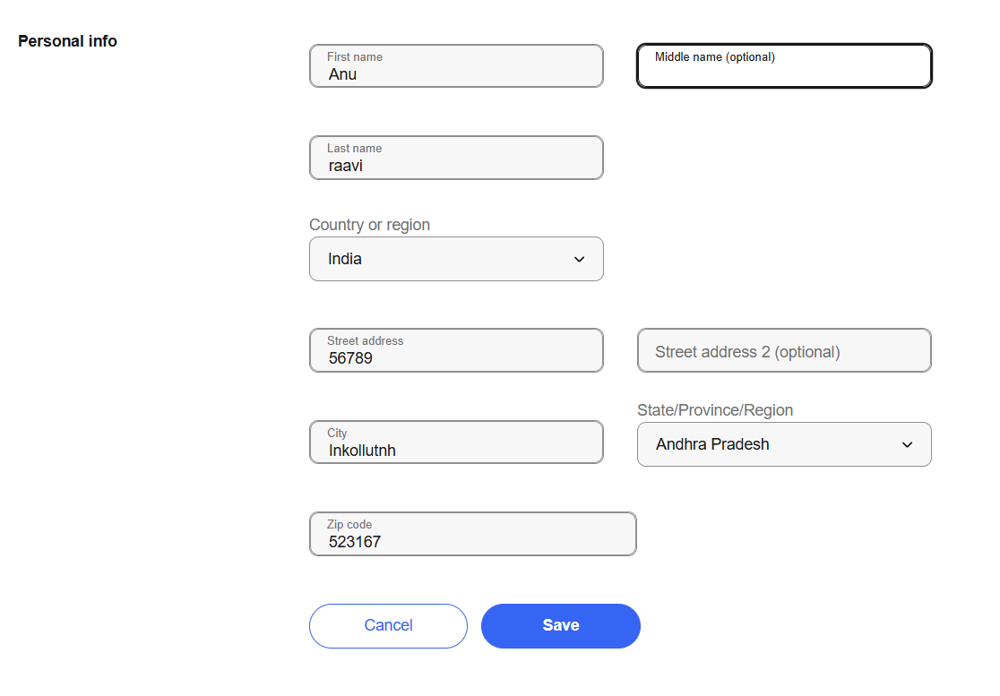 Personal info
First name
Anu
Middle name (optional)
Last name
raavi
Country or region
India
Street address
56789
Street address 2 (optional)
City
Inkollutnh
State/Province/Region
Andhra Pradesh
Zip code
523167
Cancel
Save